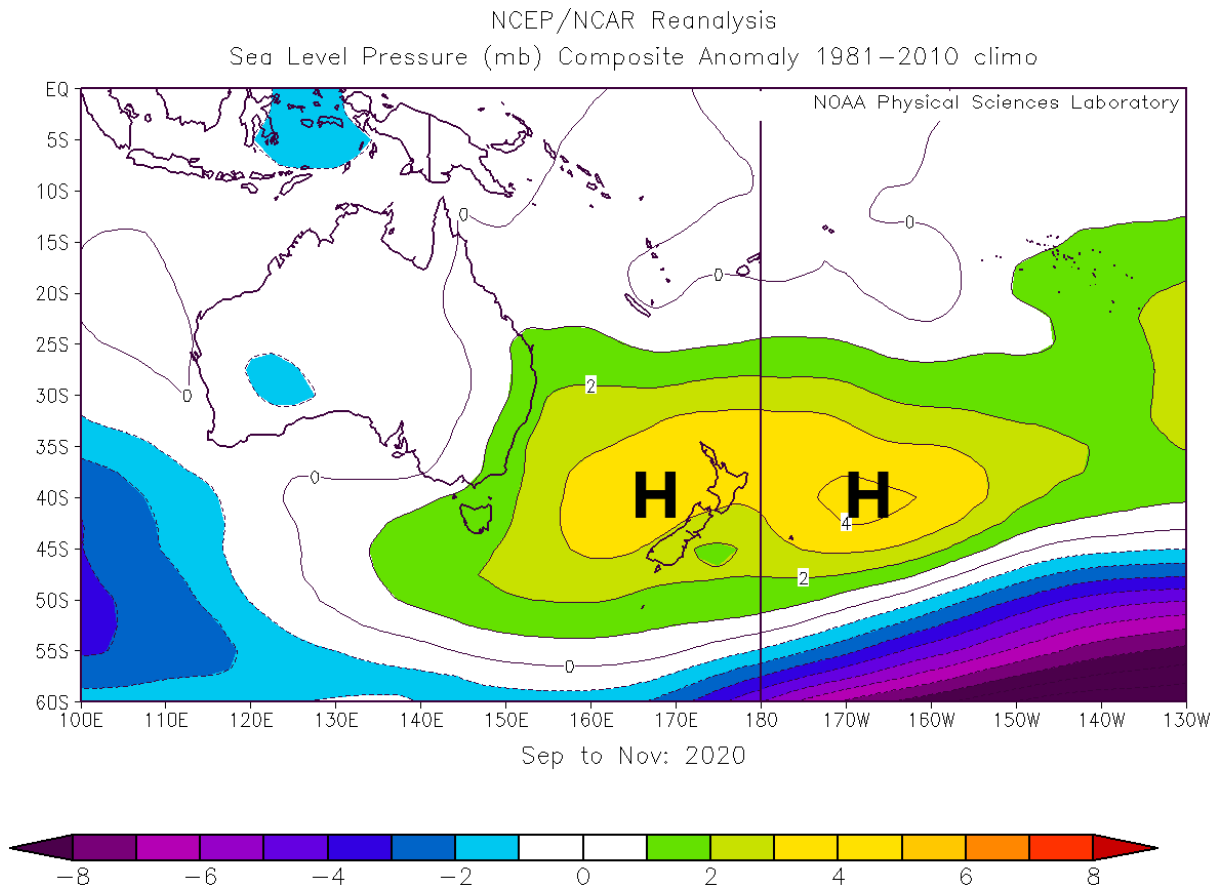 NCEP/NCAR Reanalysis
Sea Level Pressure (mb) Composite Anomaly 1981−2010 climo
NOAA Physical Sciences Laboratory
EQ
5S
10S
15S
20S
25S
30S
35S
40S
45S
50S
55S
60S
0
0
0
0
0
2
H
H
4
2
0
100E 110E 120E 130E 140E 150E 160E 170E 180 170W 160W 150W 140W 130W
Sep to Nov: 2020
−8 −6 −4 −2 0 2 4 6 8